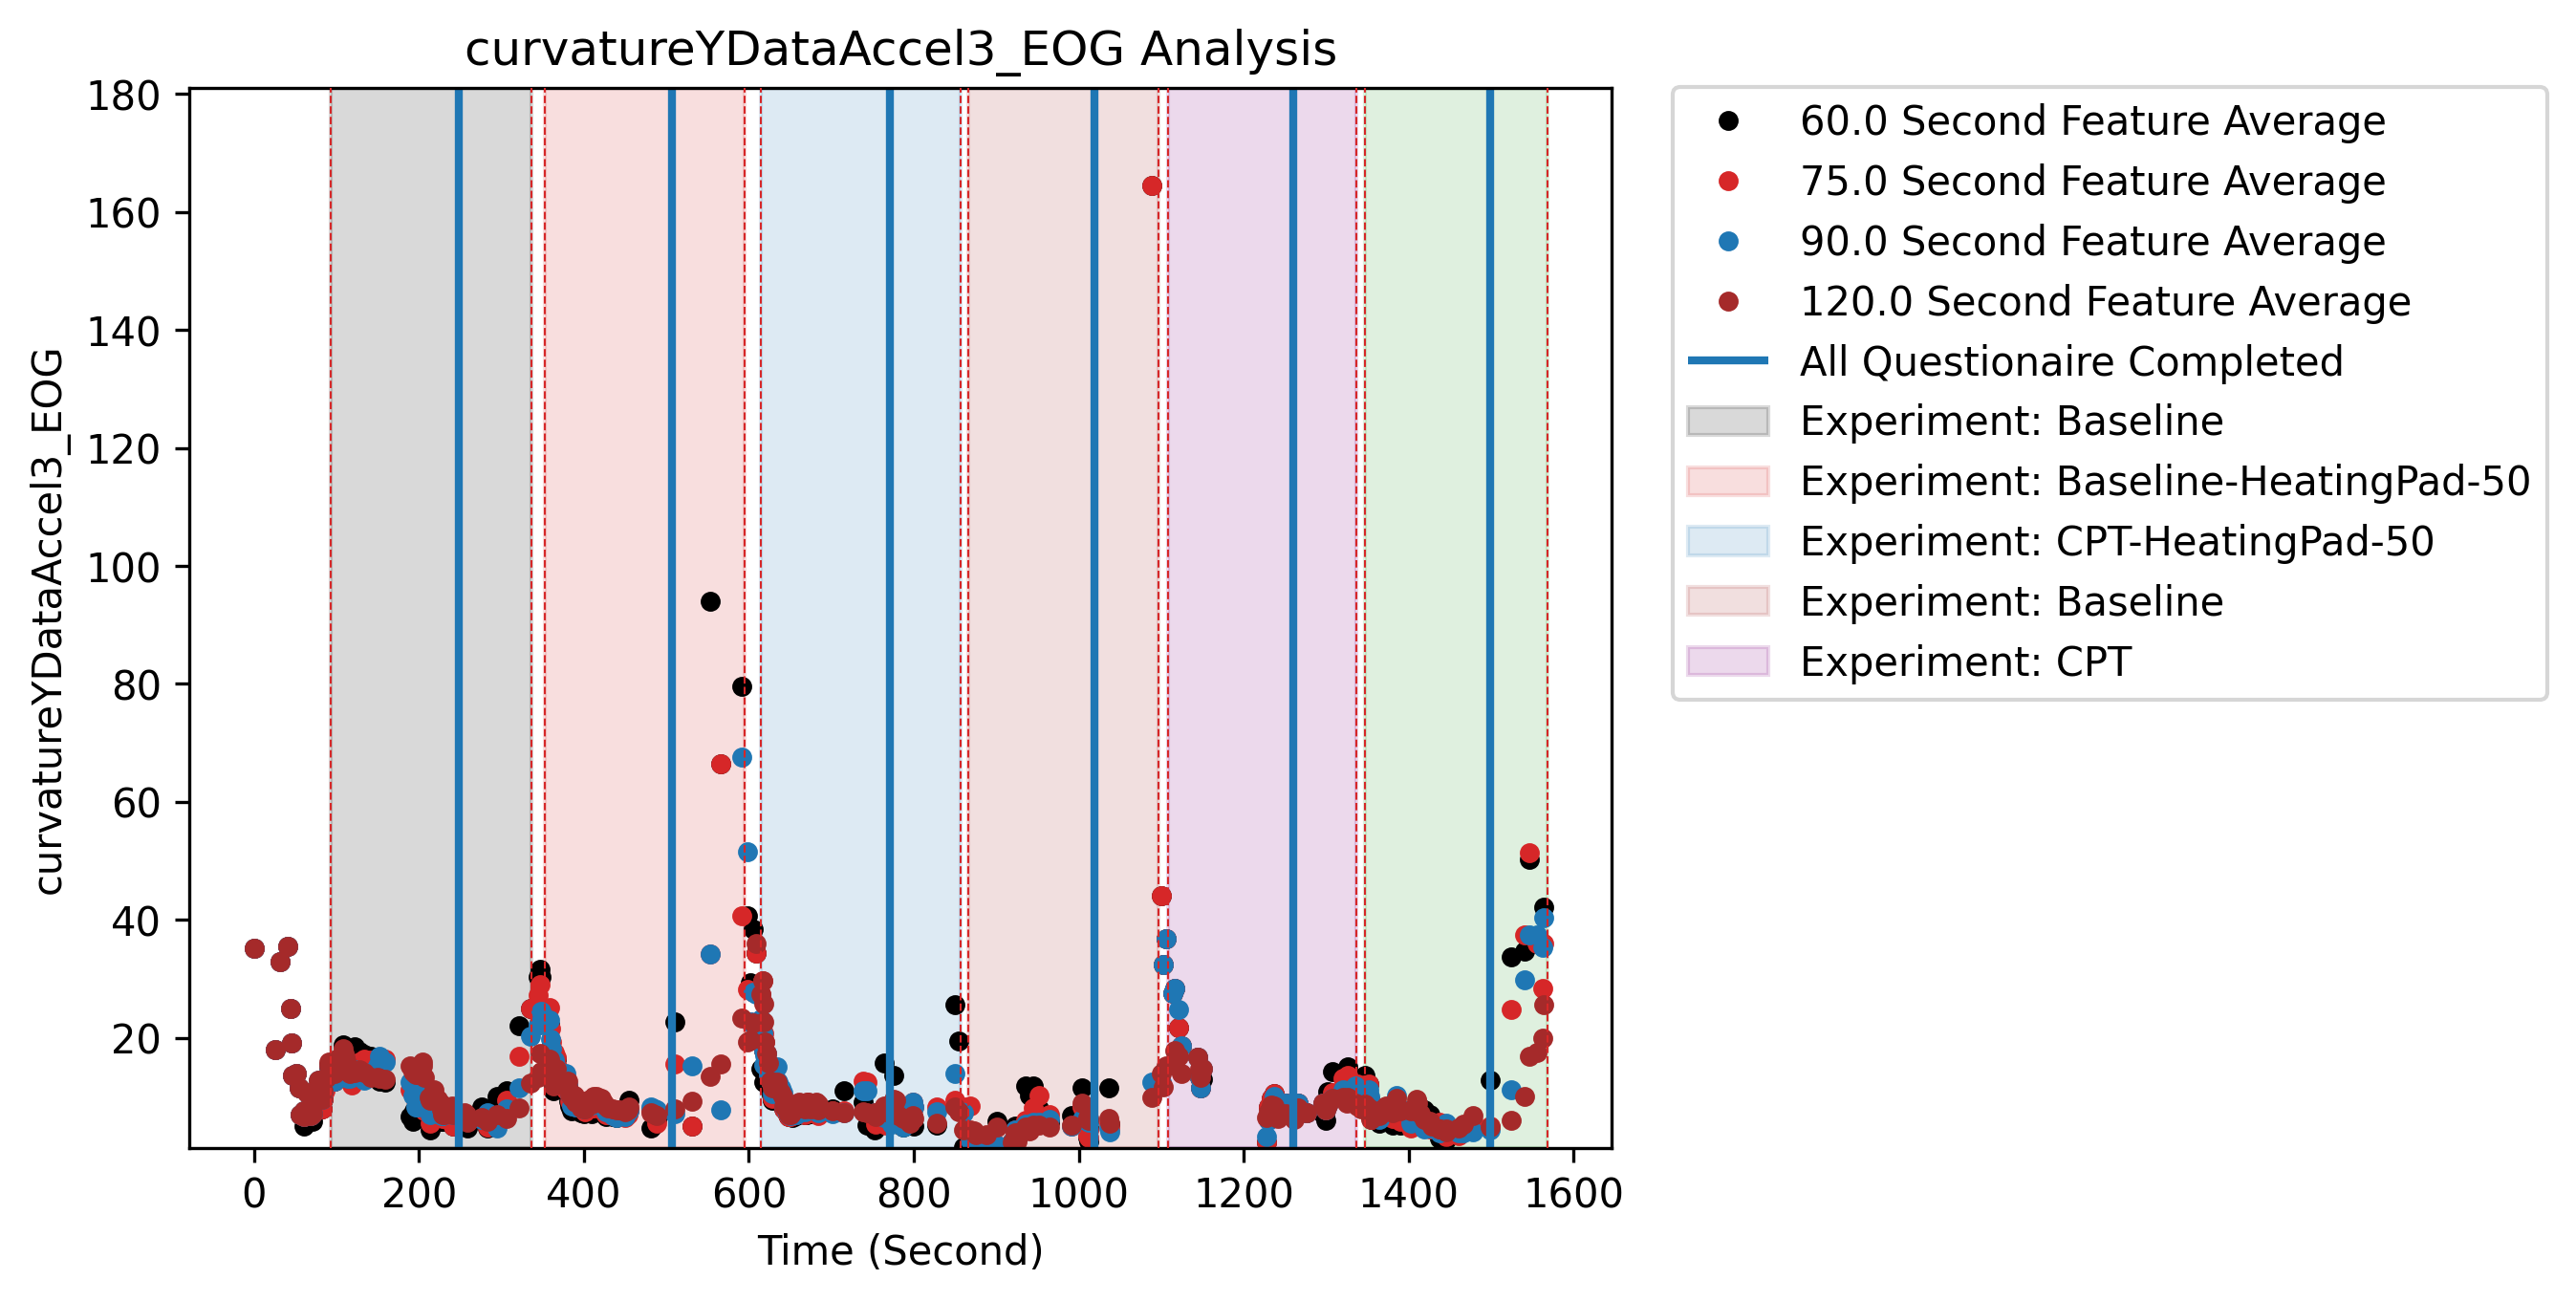 curvatureYDataAccel3_EOG Analysis
180
160
140
120
100
80
60
40
20
curvatureYDataAccel3_EOG
0 200 400 600 800 1000 1200 1400 1600
Time (Second)
60.0 Second Feature Average
75.0 Second Feature Average
90.0 Second Feature Average
120.0 Second Feature Average
All Questionaire Completed
Experiment: Baseline
Experiment: Baseline-HeatingPad-50
Experiment: CPT-HeatingPad-50
Experiment: Baseline
Experiment: CPT